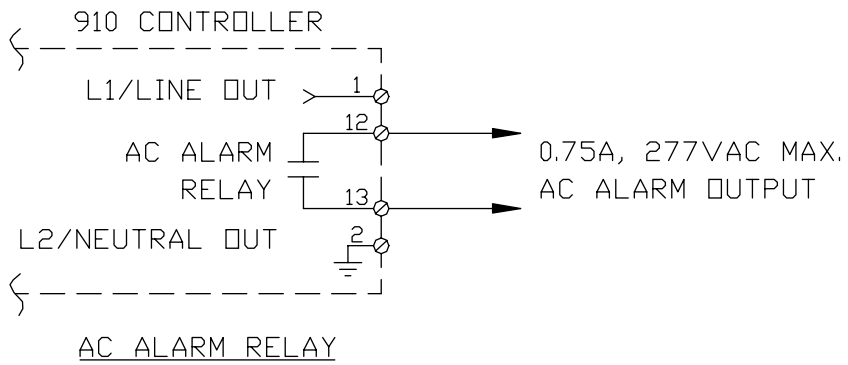 910 CONTROLLER
L1/LINE OUT
1
12
AC ALARM
RELAY
0.75A, 277VAC MAX.
AC ALARM OUTPUT
13
L2/NEUTRAL OUT
2
AC ALARM RELAY